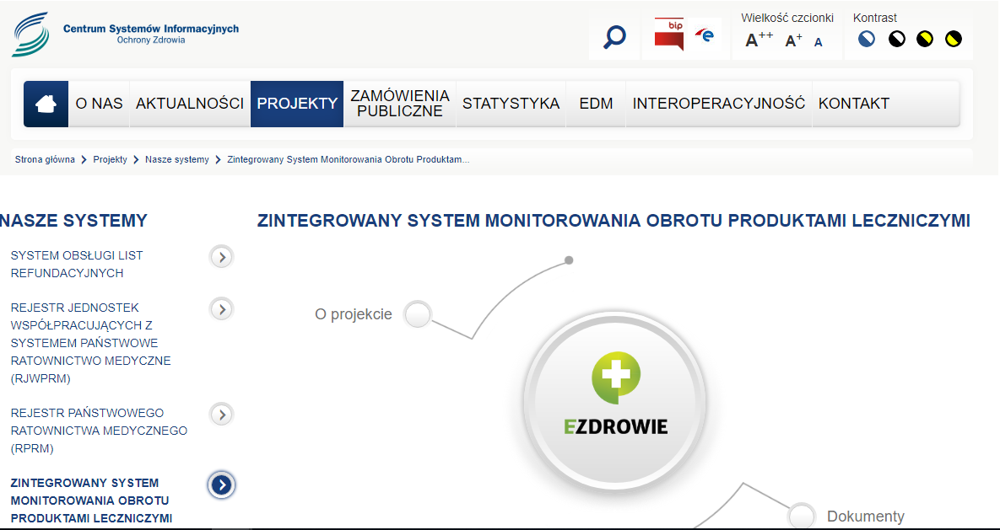 Centrum Systemów Informacyjnych
Ochrony Zdrowia
bip
e
Wielkość czcionki
A++ A+ A
Kontrast
O NAS
AKTUALNOŚCI
PROJEKTY
ZAMÓWIENIA
PUBLICZNE
STATYSTYKA
EDM
INTEROPERACYJNOŚĆ
KONTAKT
Strona główna > Projekty > Nasze systemy > Zintegrowany System Monitorowania Obrotu Produktam...
NASZE SYSTEMY
SYSTEM OBSŁUGI LIST
REFUNDACYJNYCH
REJESTR JEDNOSTEK
WSPÓŁPRACUJĄCYCH Z
SYSTEMEM PAŃSTWOWE
RATOWNICTWO MEDYCZNE
(RJWPRM)
REJESTR PAŃSTWOWEGO
RATOWNICTWA MEDYCZNEGO
(RPRM)
ZINTEGROWANY SYSTEM
MONITOROWANIA OBROTU
PRODUKTAMI LECZNICZYMI
ZINTEGROWANY SYSTEM MONITOROWANIA OBROTU PRODUKTAMI LECZNICZYMI
O projekcie
EZDROWIE
Dokumenty